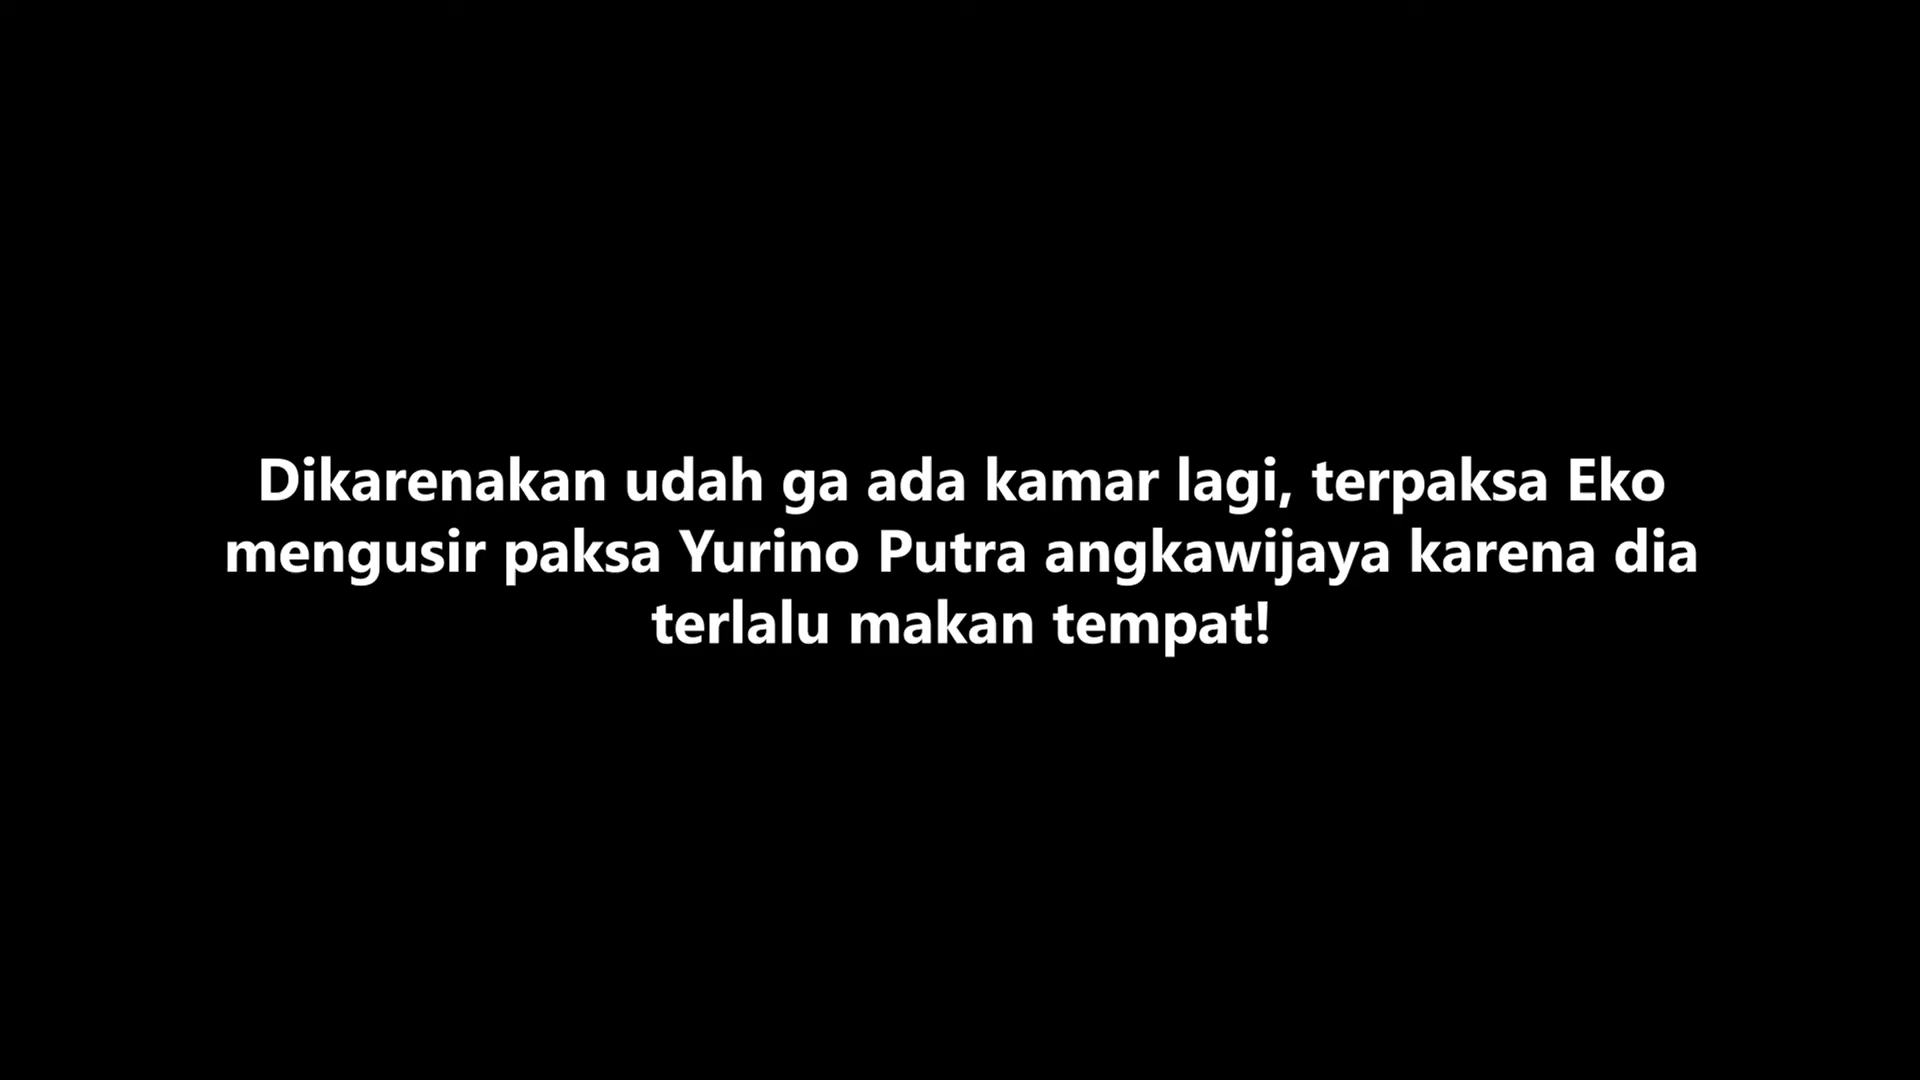 Dikarenakan udah ga ada kamar lagi, terpaksa Eko
mengusir paksa Yurino Putra angkawijaya karena dia
terlalu makan tempat!